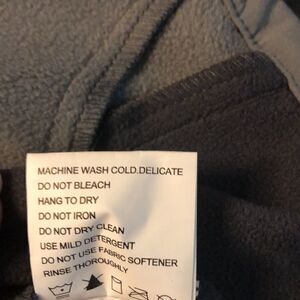 MACHINE WASH COLD.DELICATE
DO NOT BLEACH
HANG TO DRY
DO NOT IRON
DO NOT DRY CLEAN
USE MILD DETERGENT
DO NOT USE FABRIC SOFTENER
RINSE THOROUGHLY